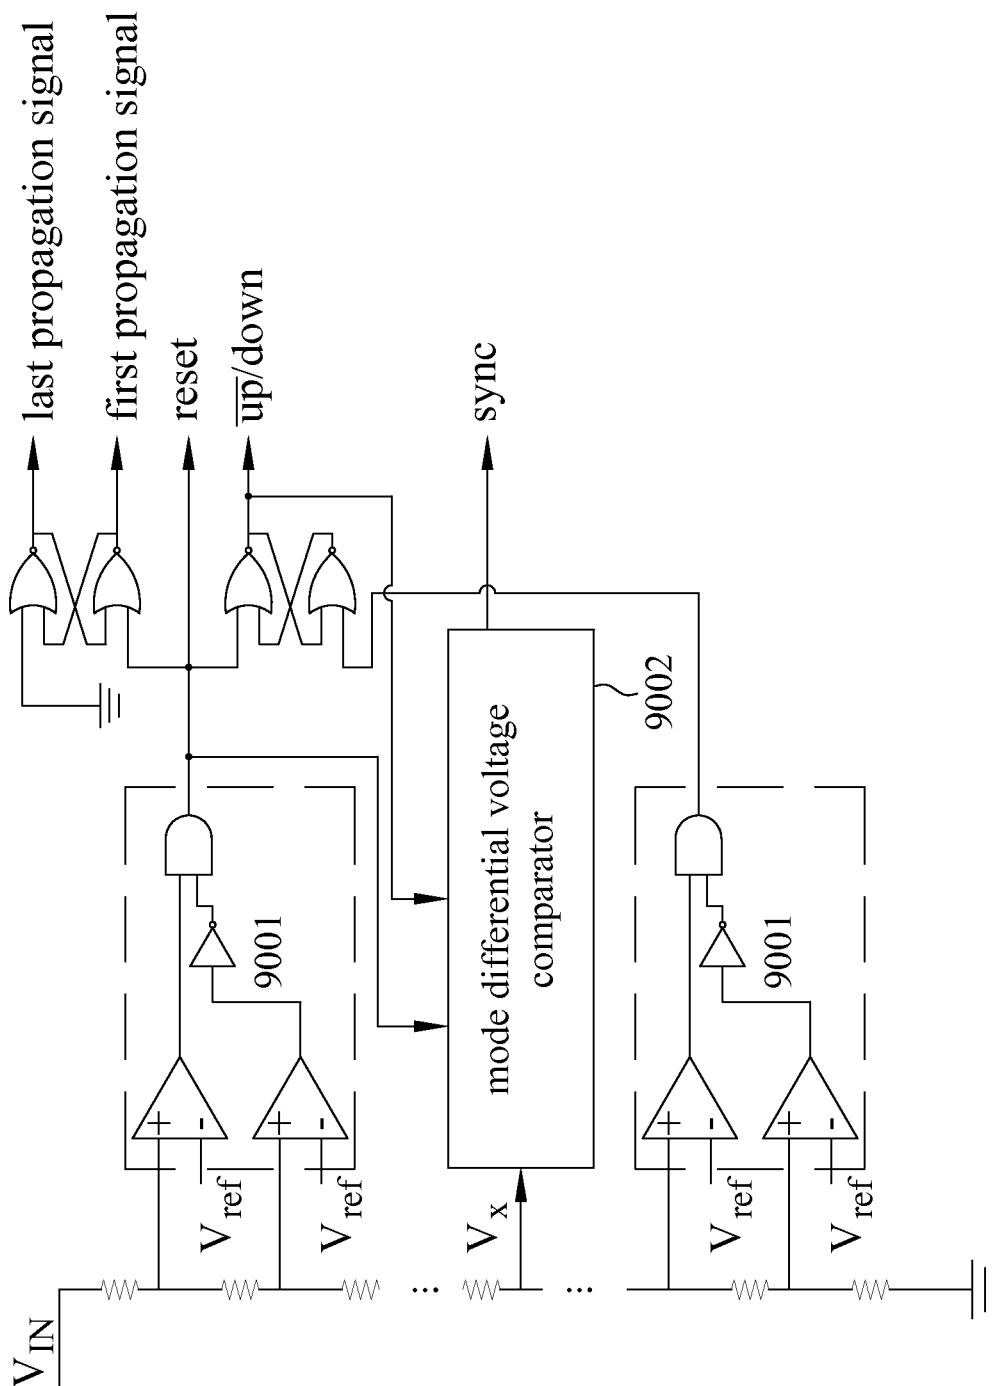 last propagation signal
first propagation signal
reset
u̅p̅/down
sync
9001
+
-
+
-
V_ref
V_ref
mode differential voltage
comparator
9002
V_x
...
...
9001
+
-
+
-
V_ref
V_ref
V_IN